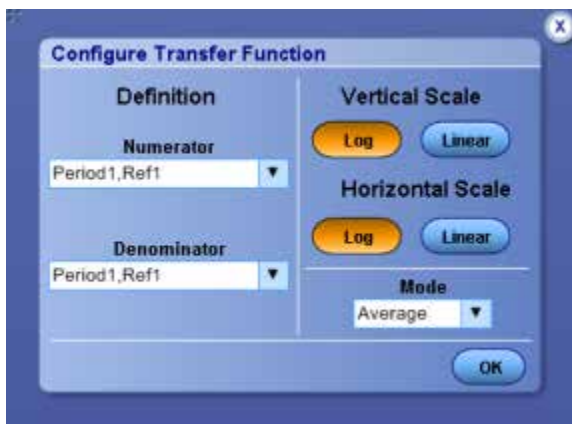 X
Configure Transfer Function
Definition
Numerator
Period1,Ref1
Denominator
Period1,Ref1
Vertical Scale
Log Linear
Horizontal Scale
Log Linear
Mode
Average
OK